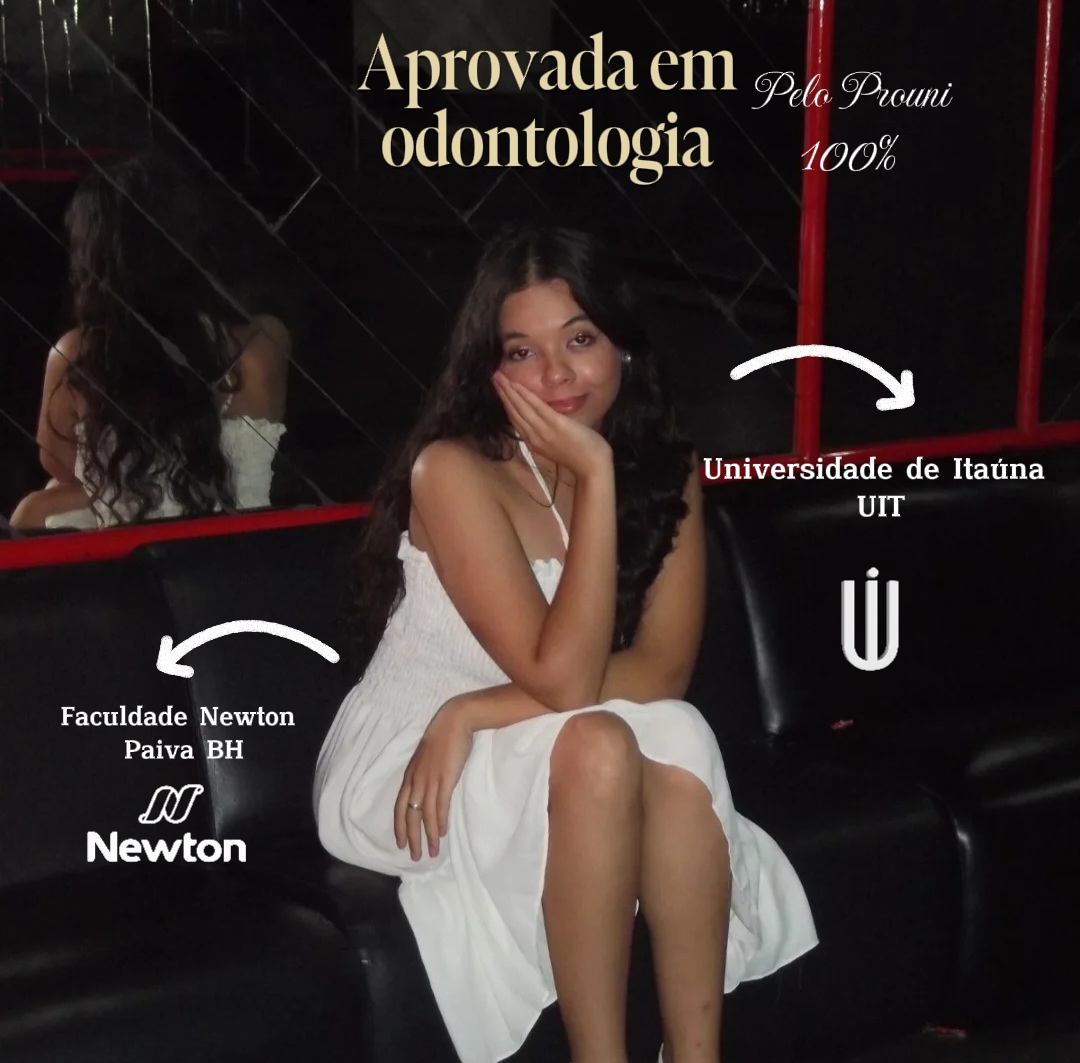 Aprovada em
odontologia
Pelo Prouni
100%
Universidade de Itaúna
UIT
Faculdade Newton
Paiva BH
Newton